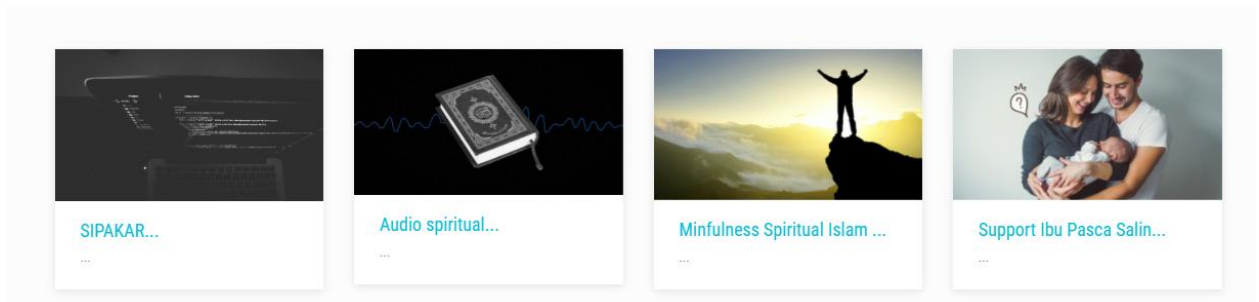 SIPAKAR...
...
Audio spiritual...
...
Minfulness Spiritual Islam ...
...
Support Ibu Pasca Salin...
...
?